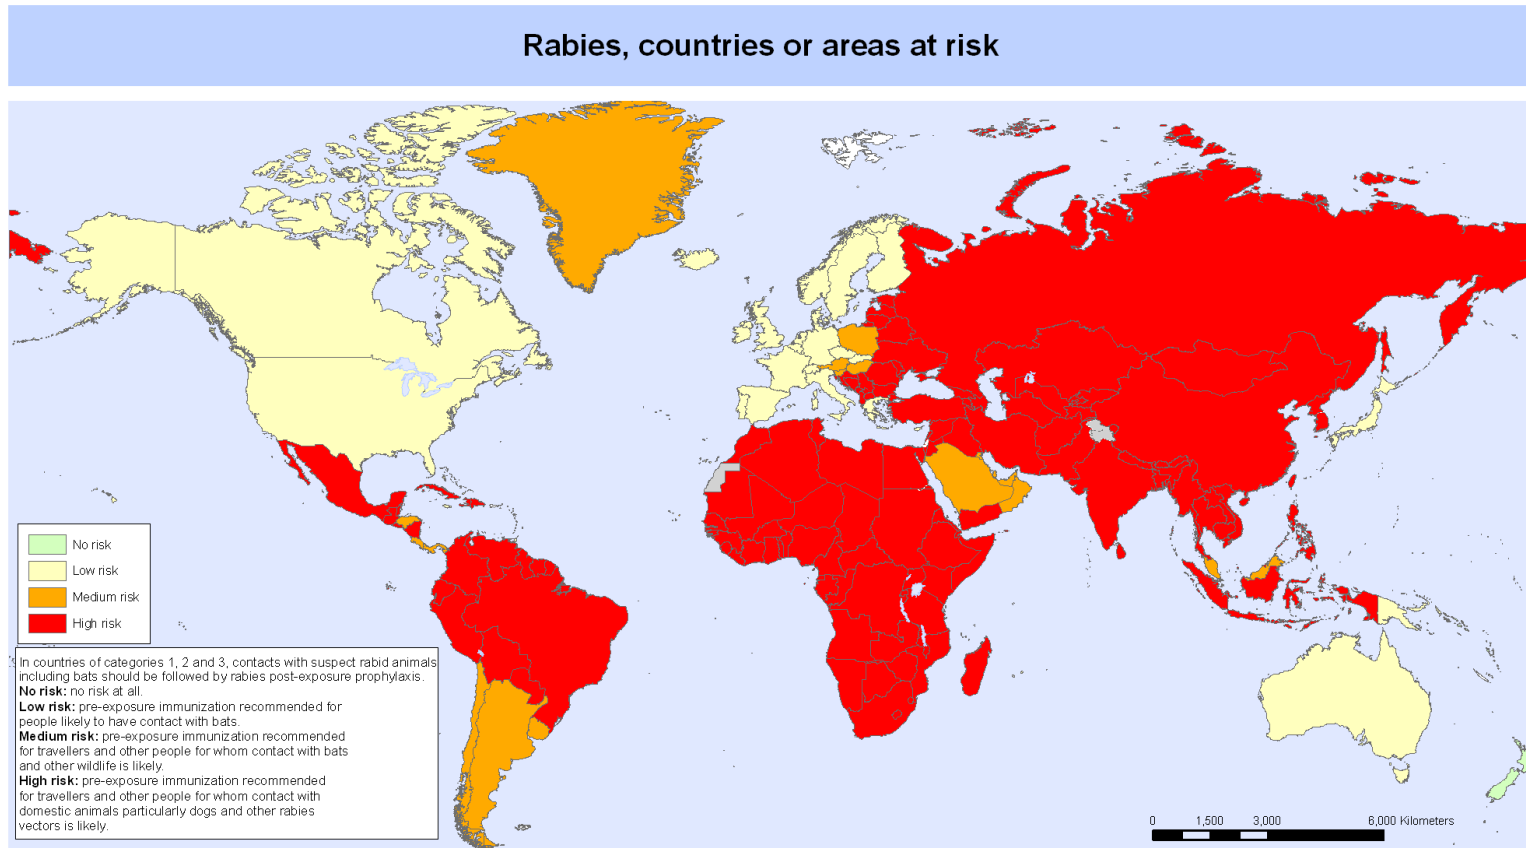 Rabies, countries or areas at risk
No risk
Low risk
Medium risk
High risk
In countries of categories 1, 2 and 3, contacts with suspect rabid animals
including bats should be followed by rabies post-exposure prophylaxis.
No risk: no risk at all.
Low risk: pre-exposure immunization recommended for
people likely to have contact with bats.
Medium risk: pre-exposure immunization recommended
for travellers and other people for whom contact with bats
and other wildlife is likely.
High risk: pre-exposure immunization recommended
for travellers and other people for whom contact with
domestic animals particularly dogs and other rabies
vectors is likely.
0 1,500 3,000 6,000 Kilometers